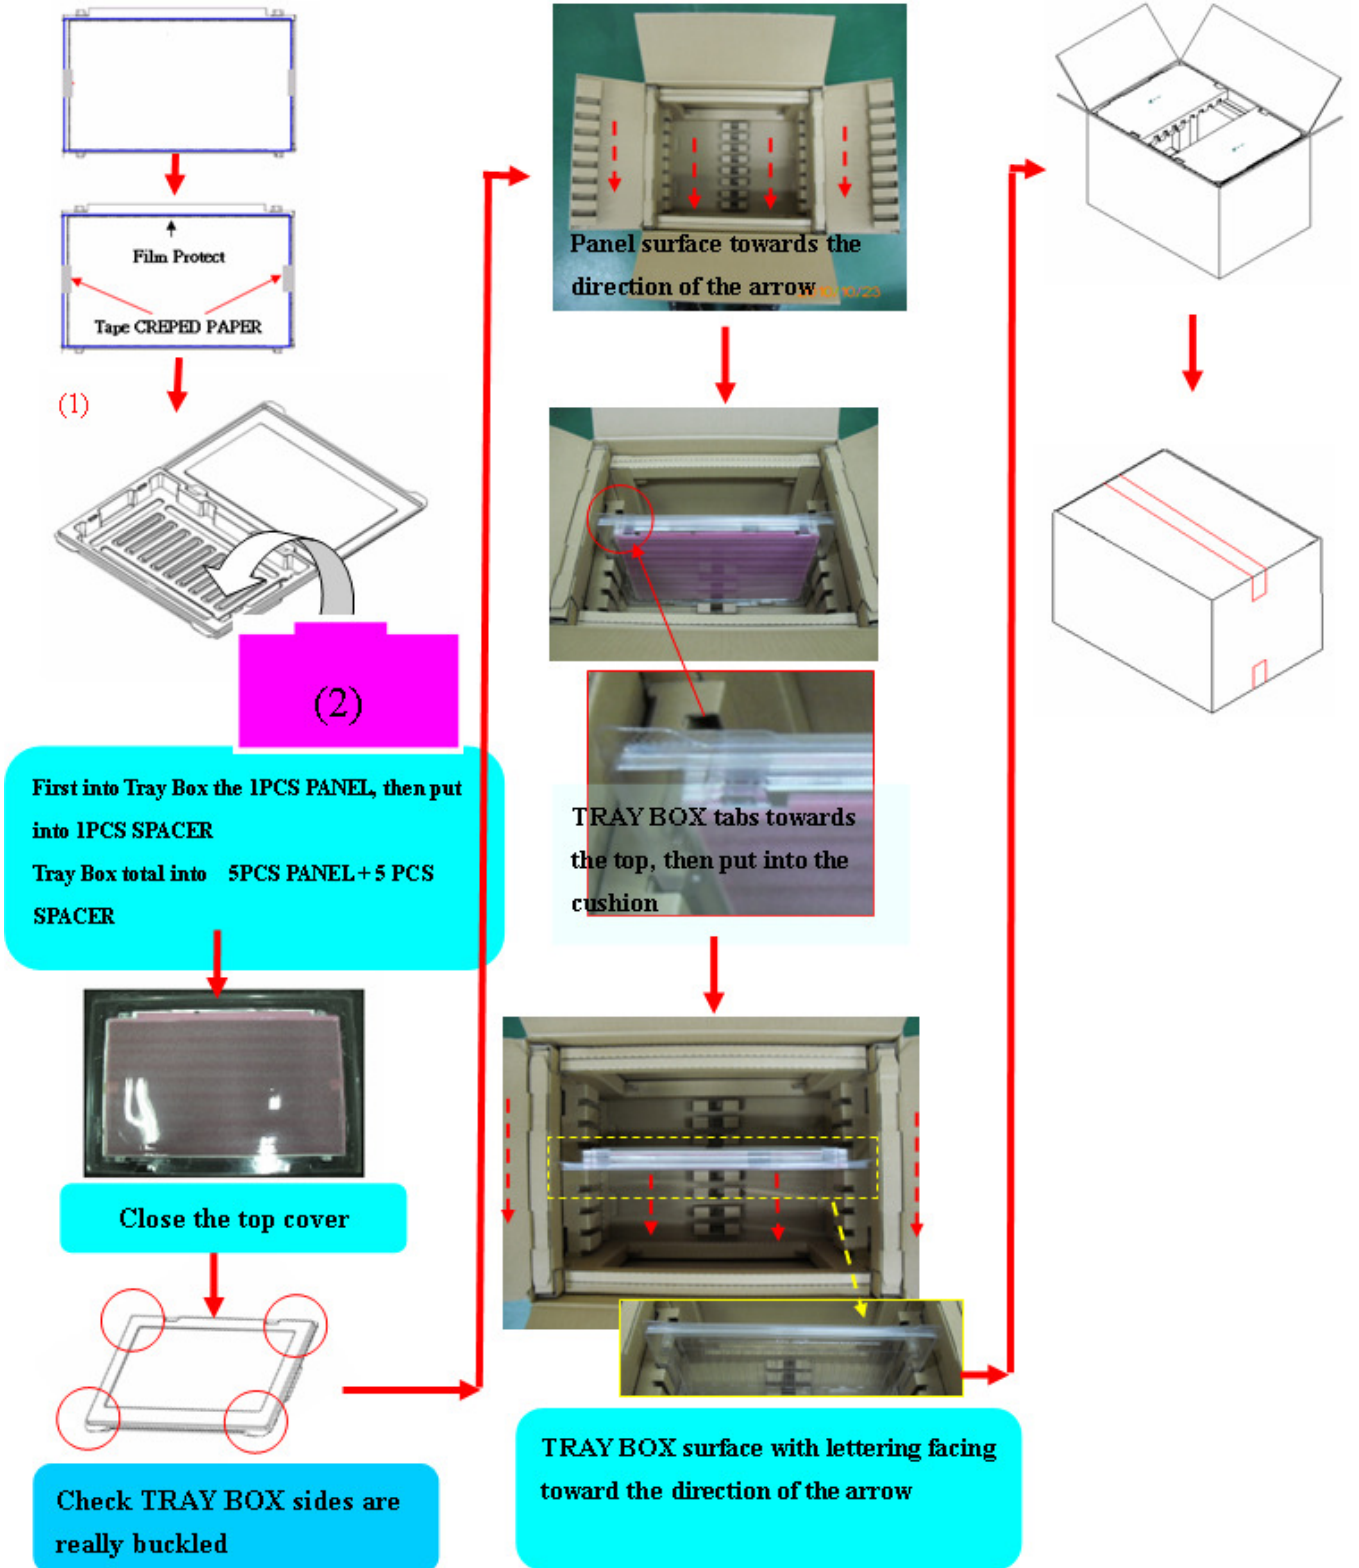 Film Protect
Tape CREPED PAPER
(1)
(2)
First into Tray Box the 1PCS PANEL, then put
into 1PCS SPACER
Tray Box total into 5PCS PANEL + 5 PCS
SPACER
Close the top cover
Check TRAY BOX sides are
really buckled
Panel surface towards the
direction of the arrow
TRAY BOX tabs towards
the top, then put into the
cushion
TRAY BOX surface with lettering facing
toward the direction of the arrow